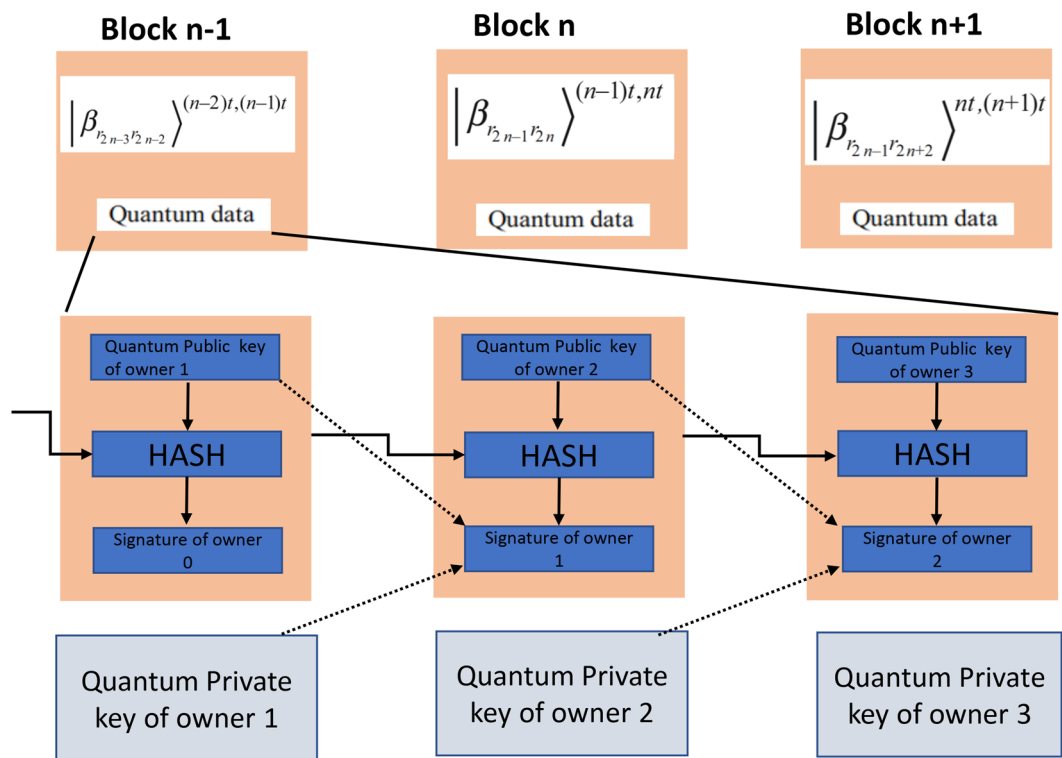 Block n-1
Block n
Block n+1
|β_{r_{2n-3}r_{2n-2}}⟩^{(n-2)t,(n-1)t}
|β_{r_{2n-1}r_{2n}}⟩^{(n-1)t,nt}
|β_{r_{2n-1}r_{2n+2}}⟩^{nt,(n+1)t}
Quantum data
Quantum data
Quantum data
Quantum Public key
of owner 1
Quantum Public key
of owner 2
Quantum Public key
of owner 3
HASH
HASH
HASH
Signature of owner
0
Signature of owner
1
Signature of owner
2
Quantum Private
key of owner 1
Quantum Private
key of owner 2
Quantum Private
key of owner 3